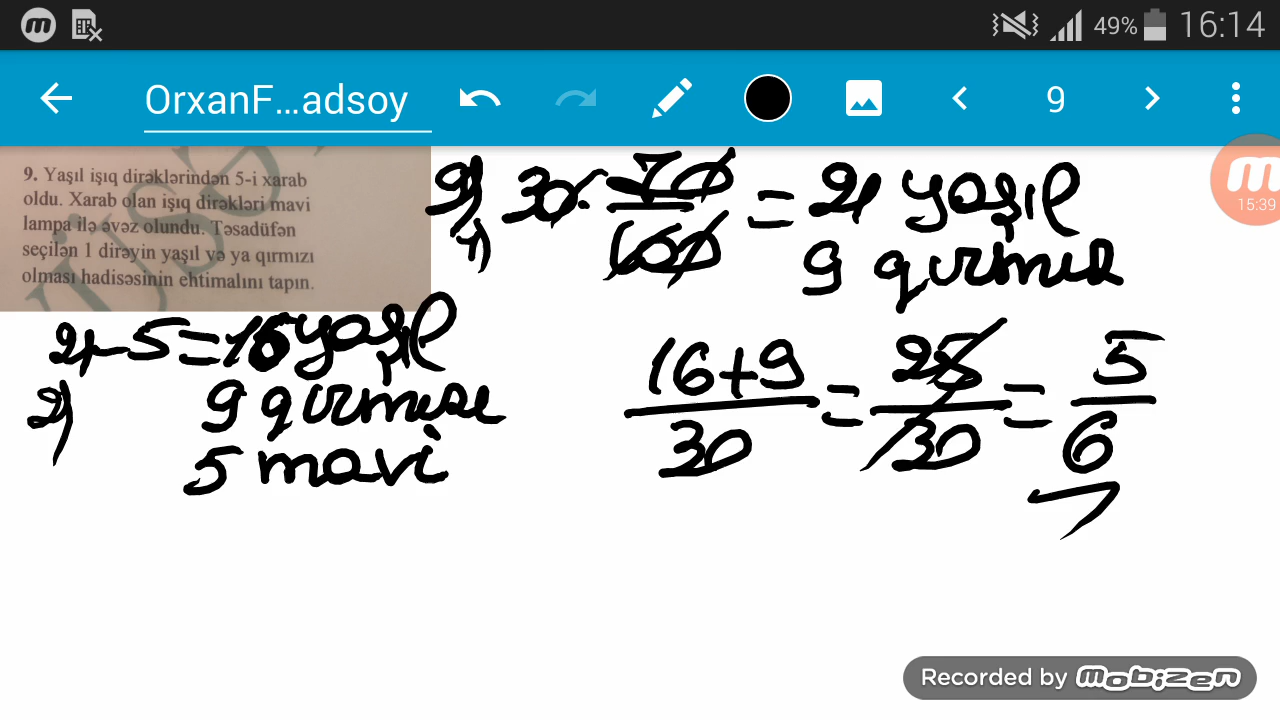 49% 16:14
OrxanF...adsoy 9
15:39
9. Yaşıl işıq dirəklərindən 5-i xarab
oldu. Xarab olan işıq dirəkləri mavi
lampa ilə əvəz olundu. Təsadüfən
seçilən 1 dirəyin yaşıl və ya qırmızı
olması hadisəsinin ehtimalını tapın.
9) 30 · 70/100 = 21 yaşıl
1) 9 qırmızı
21-5=16 yaşıl
2) 9 qırmızı
5 mavi
16+9/30 = 25/30 = 5/6
Recorded by mobizen